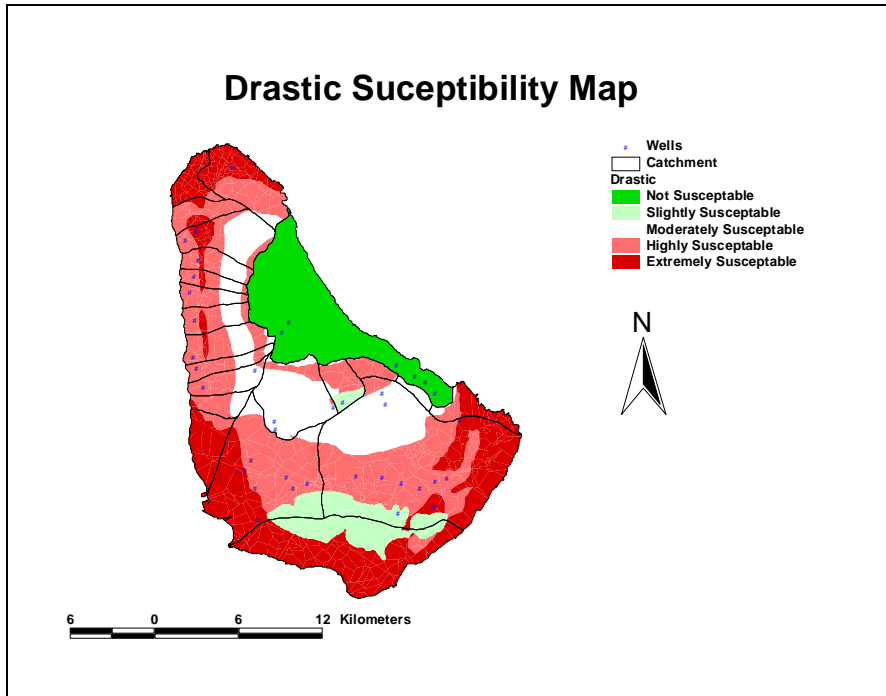 Drastic Suceptibility Map
# Wells
Catchment
Drastic
Not Susceptable
Slightly Susceptable
Moderately Susceptable
Highly Susceptable
Extremely Susceptable
N
6 0 6 12 Kilometers